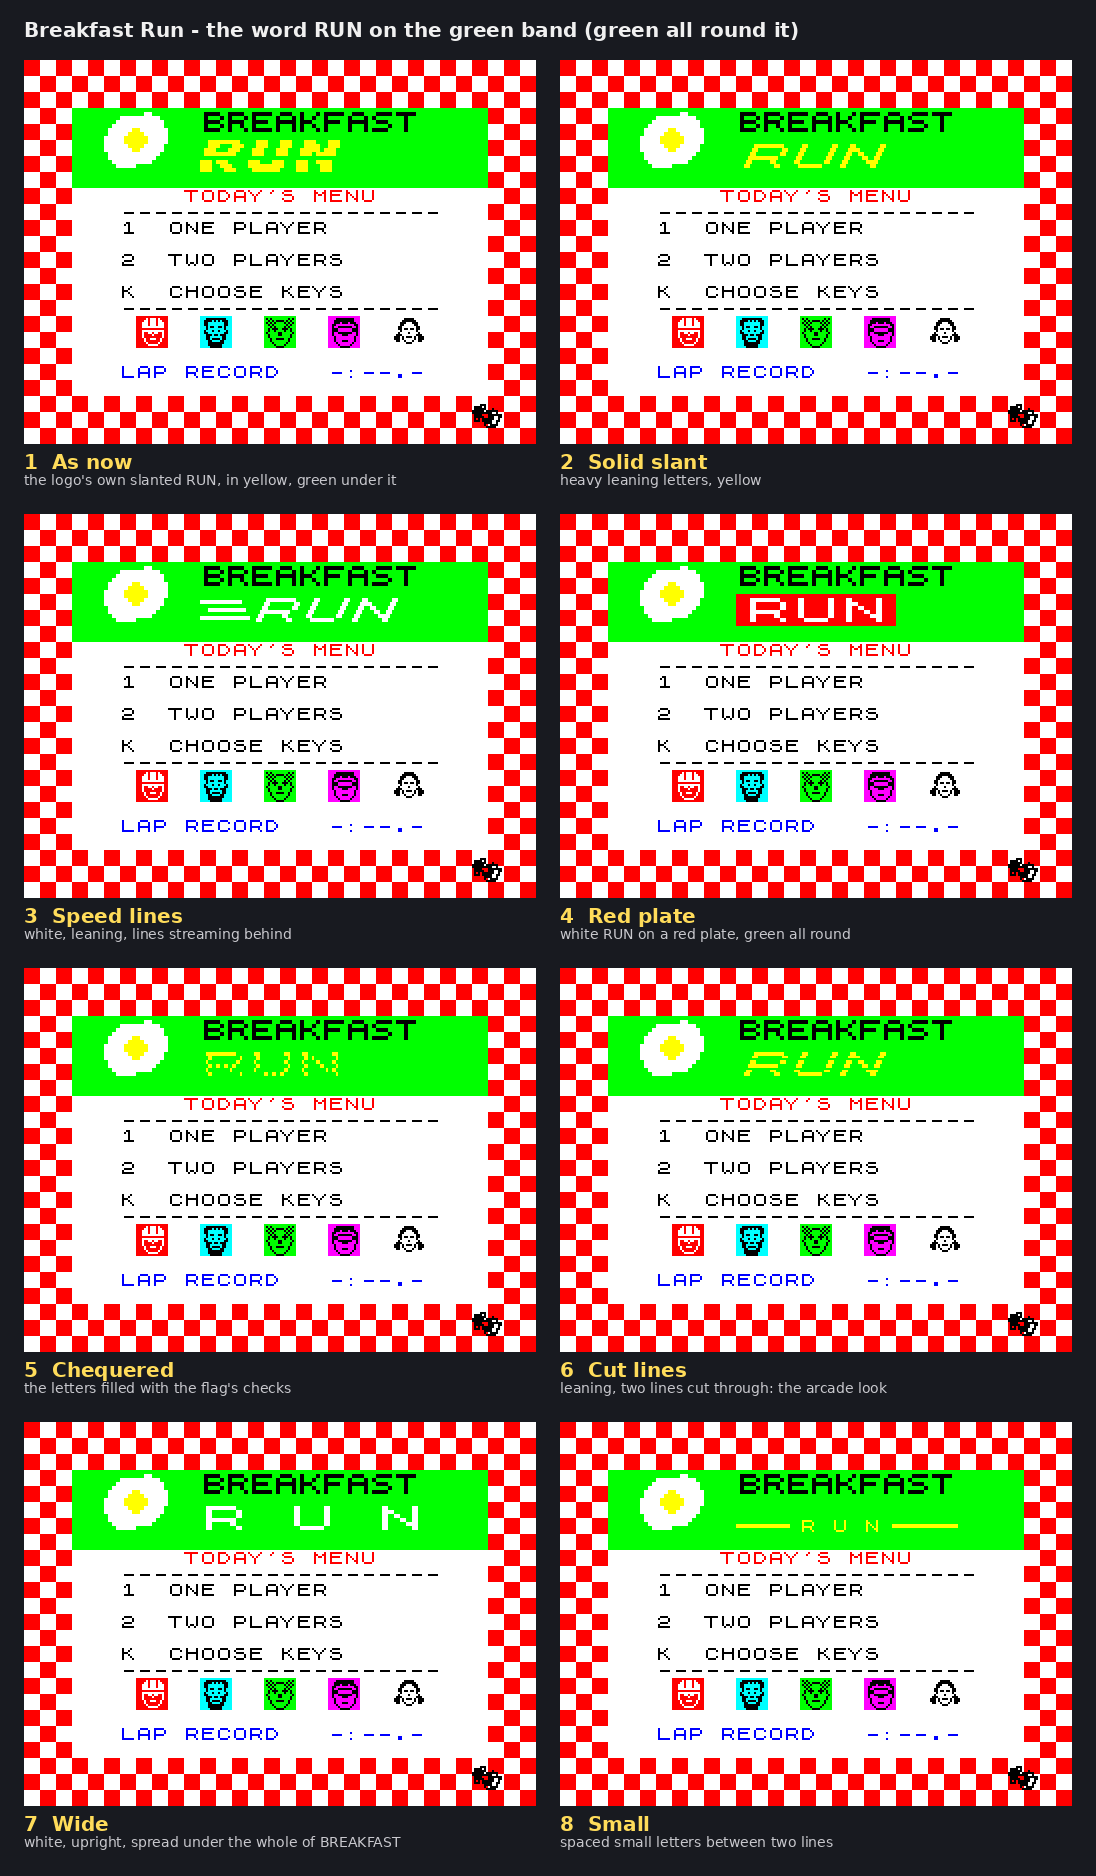 Breakfast Run - the word RUN on the green band (green all round it)
BREAKFAST
RUN
TODAY'S MENU
--------------------
1 ONE PLAYER
2 TWO PLAYERS
K CHOOSE KEYS
--------------------
LAP RECORD -:--.-
1 As now
the logo's own slanted RUN, in yellow, green under it
BREAKFAST
RUN
TODAY'S MENU
--------------------
1 ONE PLAYER
2 TWO PLAYERS
K CHOOSE KEYS
--------------------
LAP RECORD -:--.-
2 Solid slant
heavy leaning letters, yellow
BREAKFAST
RUN
TODAY'S MENU
--------------------
1 ONE PLAYER
2 TWO PLAYERS
K CHOOSE KEYS
--------------------
LAP RECORD -:--.-
3 Speed lines
white, leaning, lines streaming behind
BREAKFAST
RUN
TODAY'S MENU
--------------------
1 ONE PLAYER
2 TWO PLAYERS
K CHOOSE KEYS
--------------------
LAP RECORD -:--.-
4 Red plate
white RUN on a red plate, green all round
BREAKFAST
RUN
TODAY'S MENU
--------------------
1 ONE PLAYER
2 TWO PLAYERS
K CHOOSE KEYS
--------------------
LAP RECORD -:--.-
5 Chequered
the letters filled with the flag's checks
BREAKFAST
RUN
TODAY'S MENU
--------------------
1 ONE PLAYER
2 TWO PLAYERS
K CHOOSE KEYS
--------------------
LAP RECORD -:--.-
6 Cut lines
leaning, two lines cut through: the arcade look
BREAKFAST
R U N
TODAY'S MENU
--------------------
1 ONE PLAYER
2 TWO PLAYERS
K CHOOSE KEYS
--------------------
LAP RECORD -:--.-
7 Wide
white, upright, spread under the whole of BREAKFAST
BREAKFAST
R U N
TODAY'S MENU
--------------------
1 ONE PLAYER
2 TWO PLAYERS
K CHOOSE KEYS
--------------------
LAP RECORD -:--.-
8 Small
spaced small letters between two lines